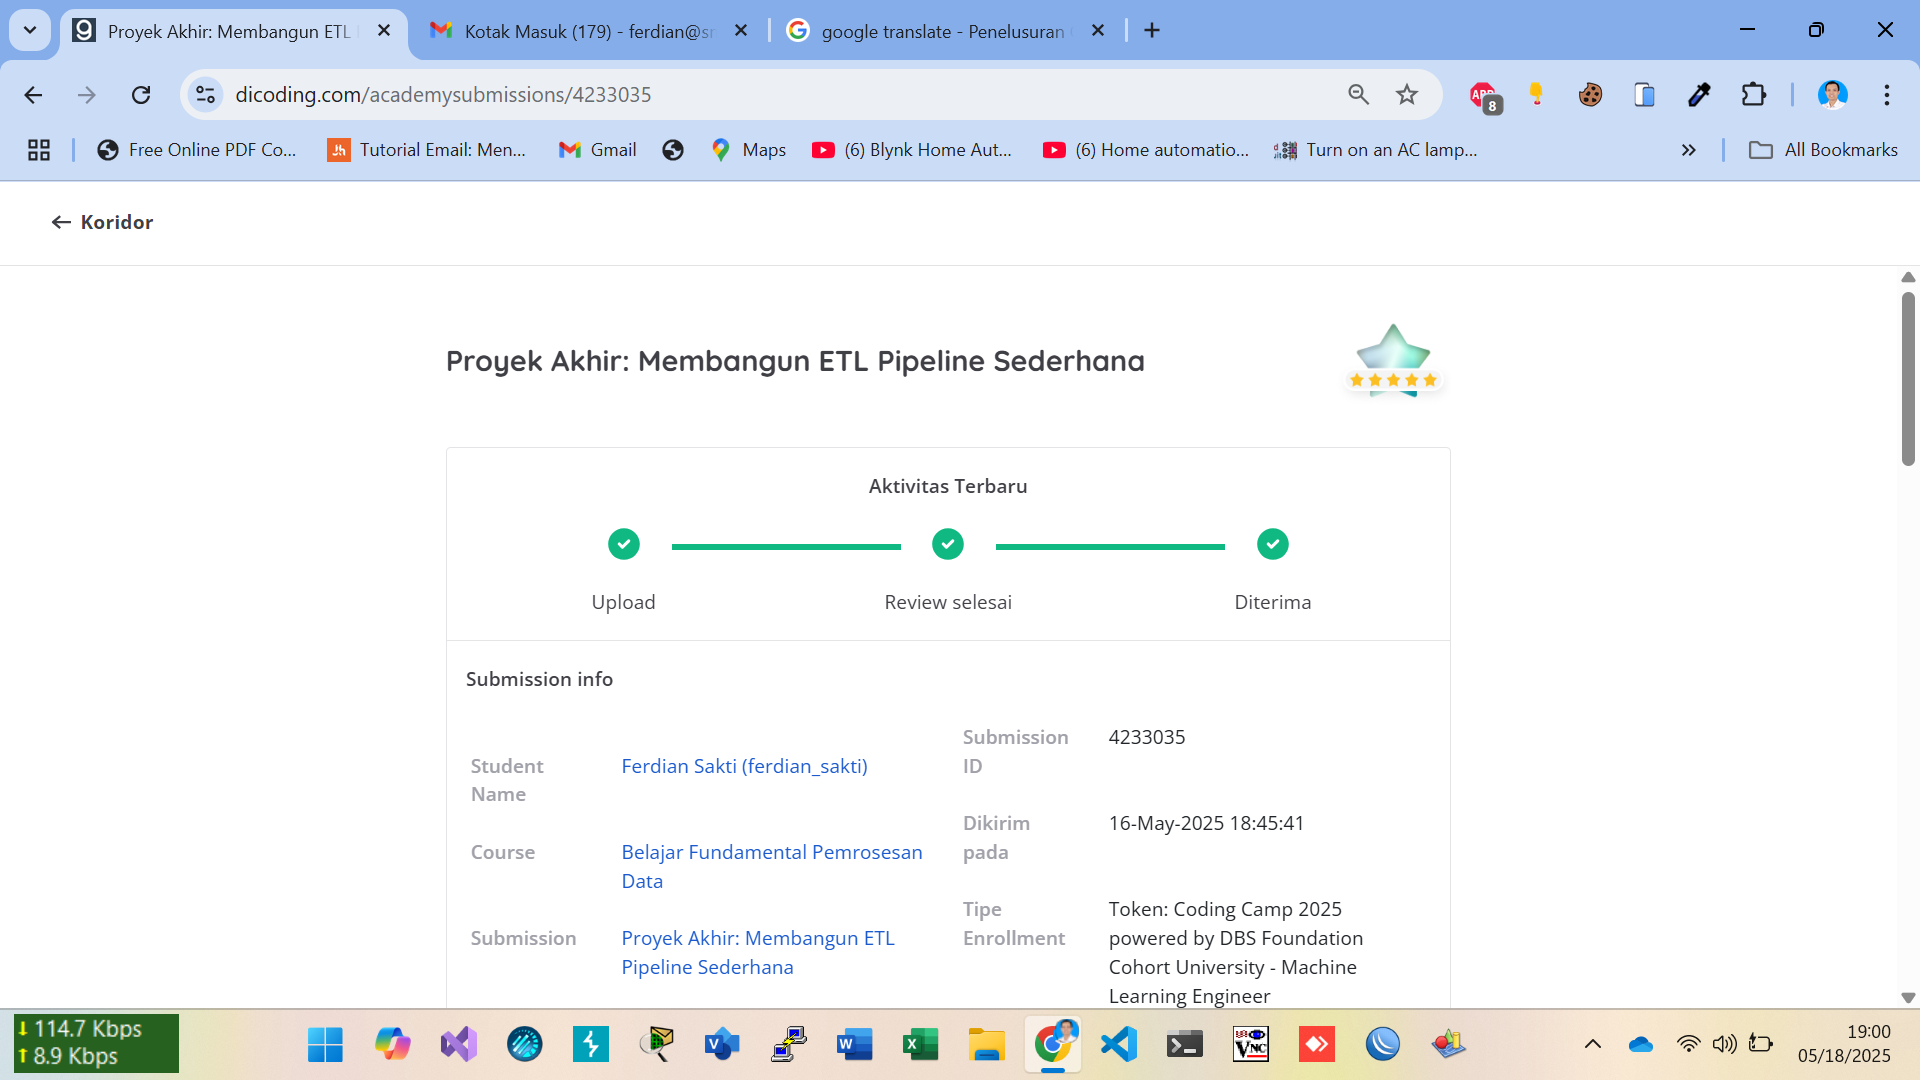 Proyek Akhir: Membangun ETL
Kotak Masuk (179) - ferdian@sr
google translate - Penelusuran
dicoding.com/academysubmissions/4233035
ABP
8
Free Online PDF Co...
Jh
Tutorial Email: Men...
Gmail
Maps
(6) Blynk Home Aut...
(6) Home automatio...
Turn on an AC lamp...
All Bookmarks
Koridor
Proyek Akhir: Membangun ETL Pipeline Sederhana
Aktivitas Terbaru
Upload
Review selesai
Diterima
Submission info
Student
Name
Ferdian Sakti (ferdian_sakti)
Course
Belajar Fundamental Pemrosesan
Data
Submission
Proyek Akhir: Membangun ETL
Pipeline Sederhana
Submission
ID
4233035
Dikirim
pada
16-May-2025 18:45:41
Tipe
Enrollment
Token: Coding Camp 2025
powered by DBS Foundation
Cohort University - Machine
Learning Engineer
114.7 Kbps
8.9 Kbps
19:00
05/18/2025